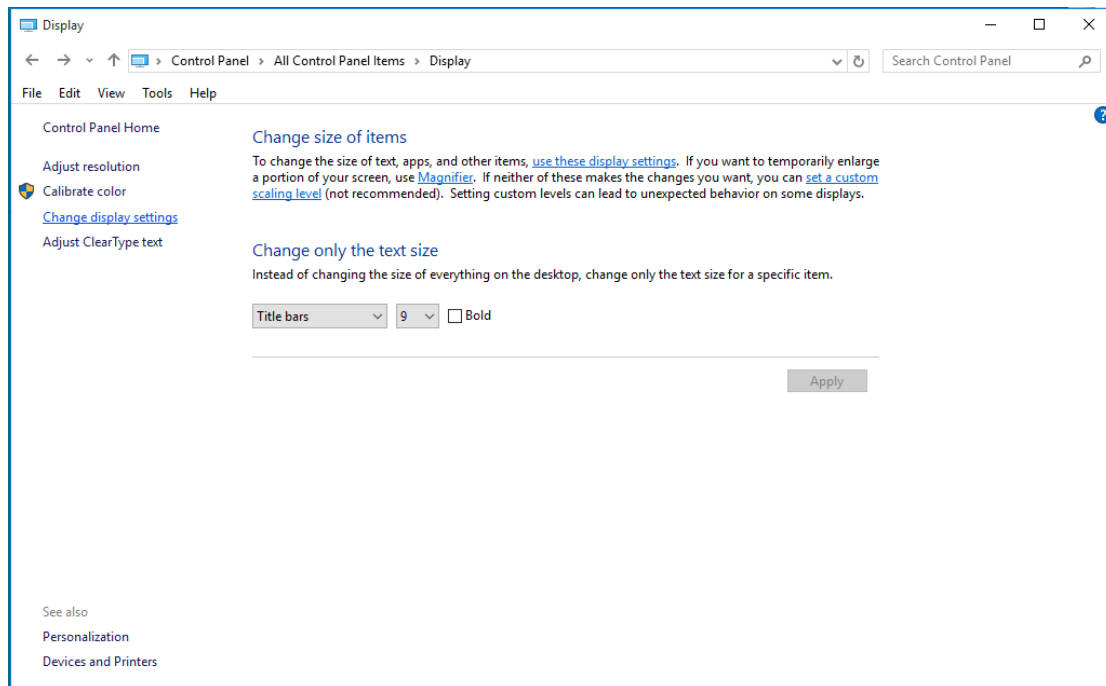 Display
Control Panel > All Control Panel Items > Display
Search Control Panel
File Edit View Tools Help
?
Control Panel Home
Adjust resolution
Calibrate color
Change display settings
Adjust ClearType text
Change size of items
To change the size of text, apps, and other items, use these display settings. If you want to temporarily enlarge
a portion of your screen, use Magnifier. If neither of these makes the changes you want, you can set a custom
scaling level (not recommended). Setting custom levels can lead to unexpected behavior on some displays.
Change only the text size
Instead of changing the size of everything on the desktop, change only the text size for a specific item.
Title bars 9 Bold
Apply
See also
Personalization
Devices and Printers